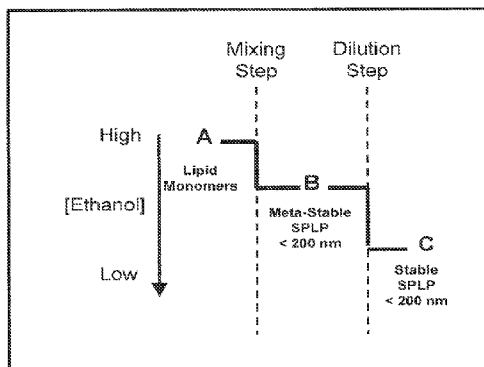 Mixing
Step
Dilution
Step
High
A
Lipid
Monomers
[Ethanol]
B
Meta-Stable
SPLP
< 200 nm
Low
C
Stable
SPLP
< 200 nm